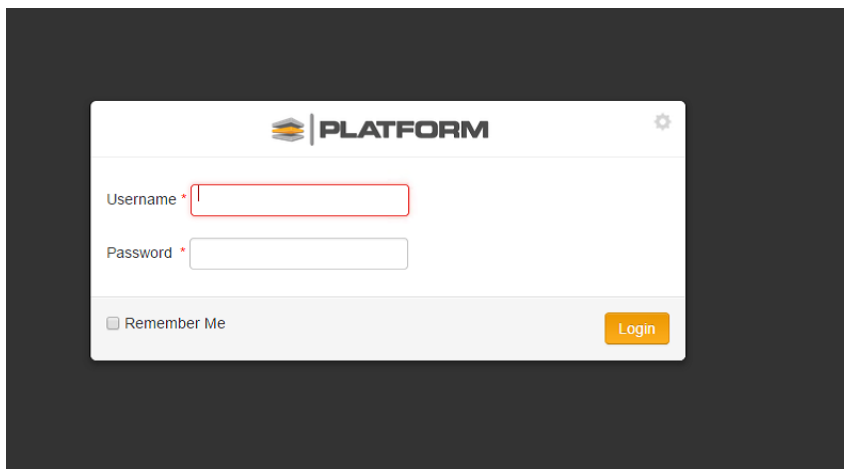 PLATFORM
Username *
Password *
Remember Me
Login